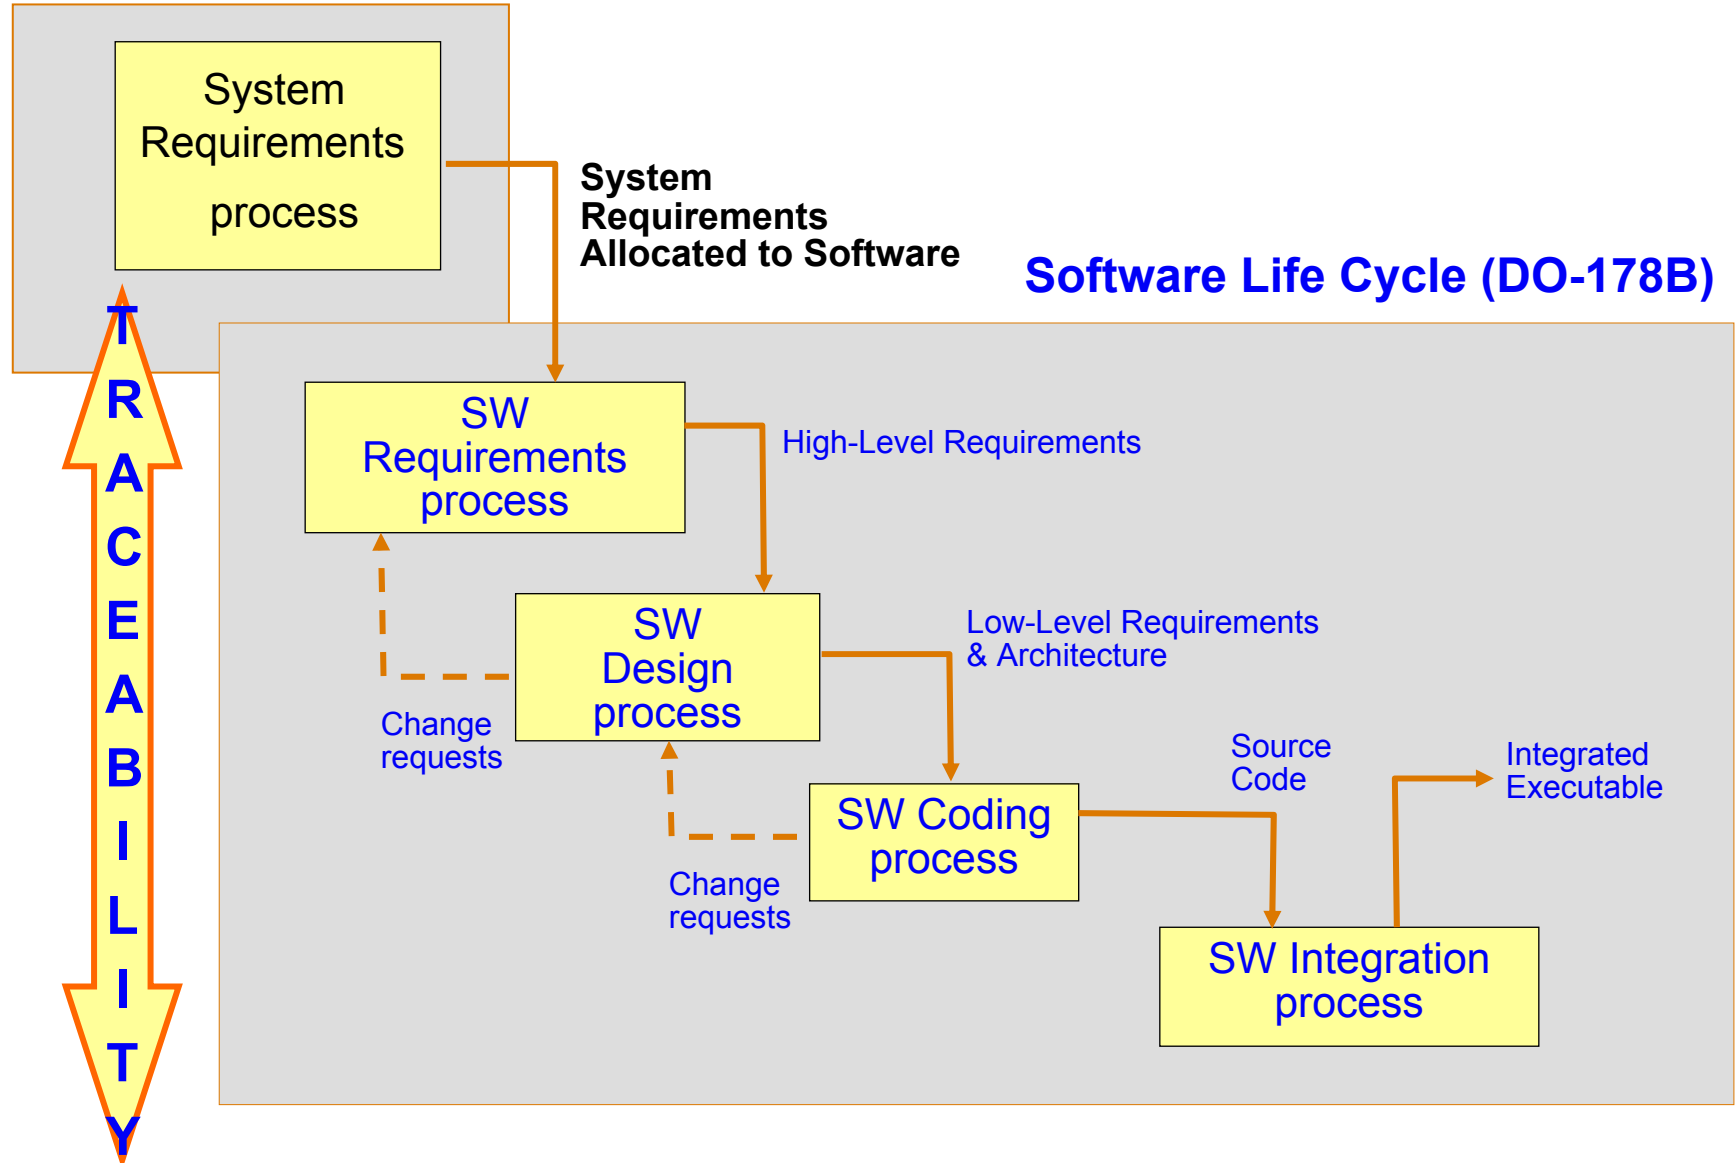 System
Requirements
process
System
Requirements
Allocated to Software
Software Life Cycle (DO-178B)
TRACEABILITY
SW
Requirements
process
High-Level Requirements
SW
Design
process
Low-Level Requirements
& Architecture
Change
requests
Source
Code
Integrated
Executable
SW Coding
process
Change
requests
SW Integration
process